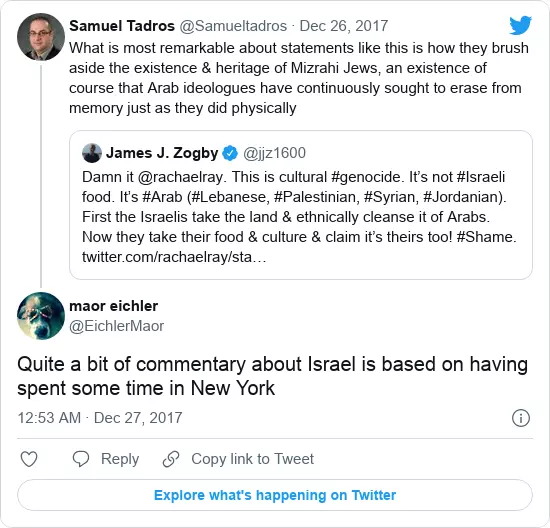 Samuel Tadros @Samueltadros · Dec 26, 2017
What is most remarkable about statements like this is how they brush
aside the existence & heritage of Mizrahi Jews, an existence of
course that Arab ideologues have continuously sought to erase from
memory just as they did physically
James J. Zogby @jjz1600
Damn it @rachaelray. This is cultural #genocide. It’s not #Israeli
food. It’s #Arab (#Lebanese, #Palestinian, #Syrian, #Jordanian).
First the Israelis take the land & ethnically cleanse it of Arabs.
Now they take their food & culture & claim it’s theirs too! #Shame.
twitter.com/rachaelray/sta…
maor eichler
@EichlerMaor
Quite a bit of commentary about Israel is based on having
spent some time in New York
12:53 AM · Dec 27, 2017
Reply
Copy link to Tweet
Explore what's happening on Twitter